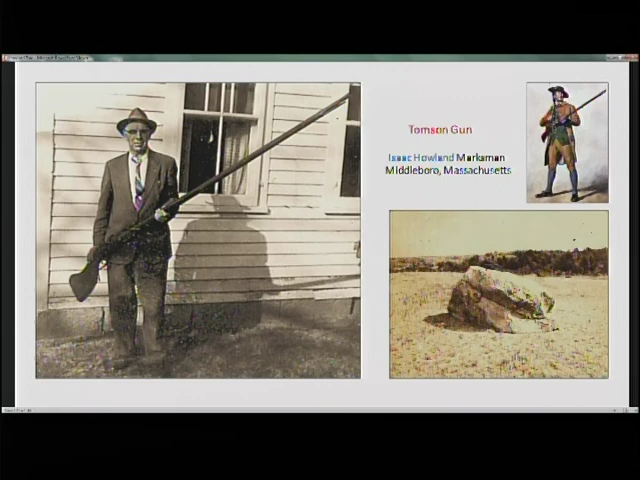 Tomson Gun
Isaac Howland Marksman
Middleboro, Massachusetts